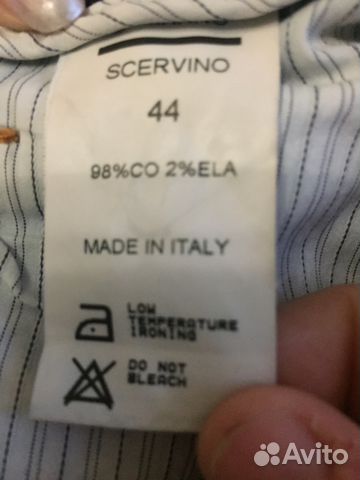 SCERVINO
44
98%CO 2%ELA
MADE IN ITALY
LOW
TEMPERATURE
IRONING
DO NOT
BLEACH
Avito